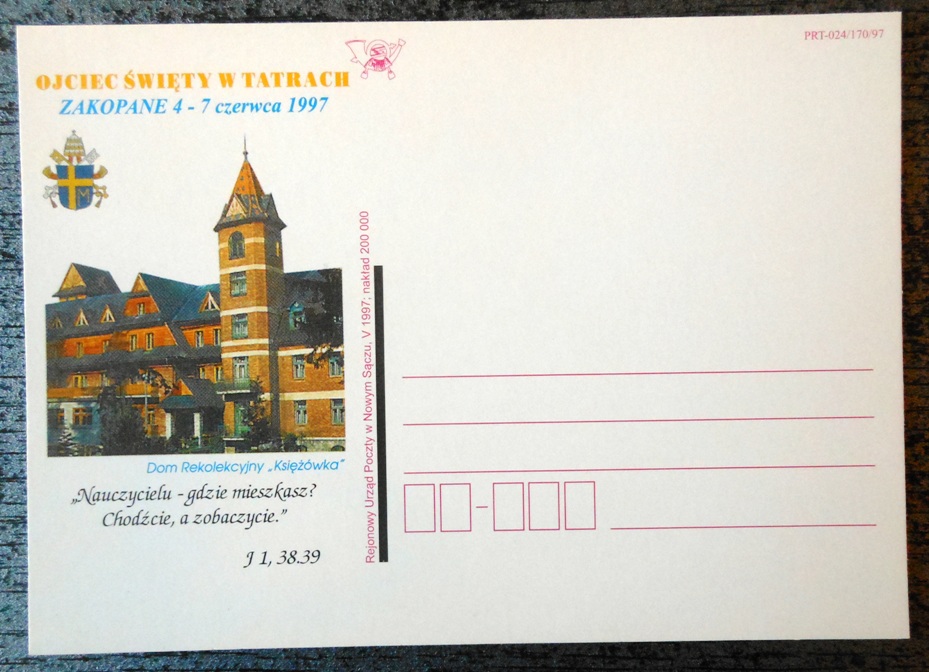 OJCIEC ŚWIĘTY W TATRACH
ZAKOPANE 4 - 7 czerwca 1997
M
Dom Rekolekcyjny „Księżówka”
„Nauczycielu - gdzie mieszkasz?
Chodźcie, a zobaczycie.”
J 1, 38.39
Rejonowy Urząd Poczty w Nowym Sączu, V 1997; nakład 200 000
PRT-024/170/97